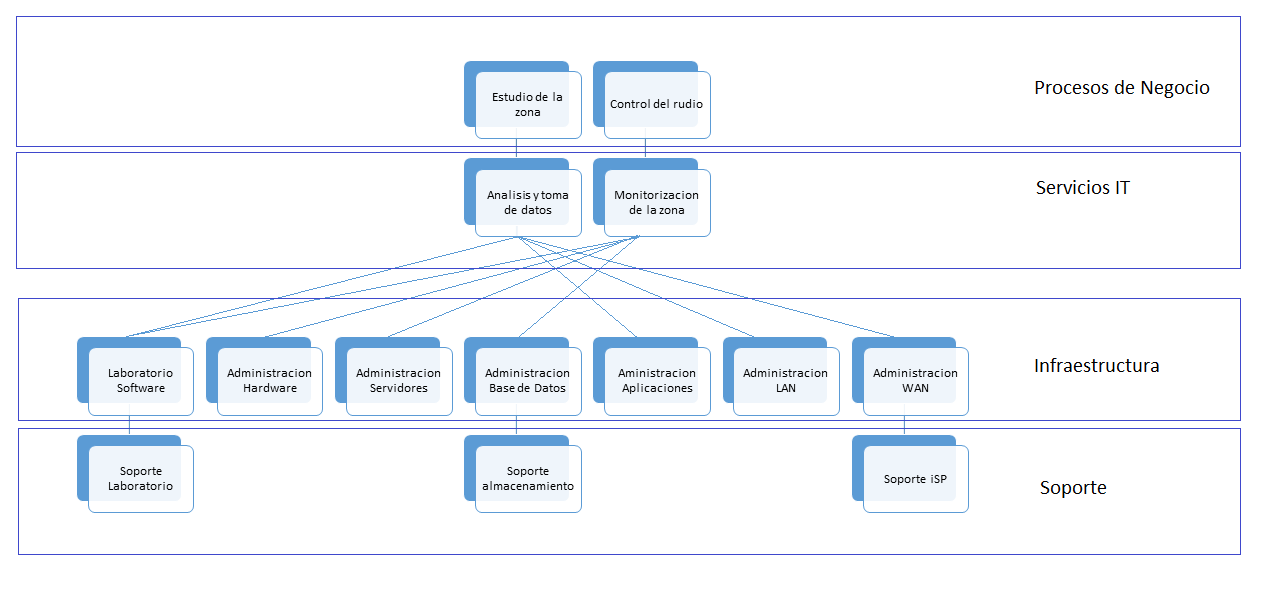 Estudio de la
zona
Control del rudio
Procesos de Negocio
Analisis y toma
de datos
Monitorizacion
de la zona
Servicios IT
Laboratorio
Software
Administracion
Hardware
Administracion
Servidores
Administracion
Base de Datos
Aministracion
Aplicaciones
Administracion
LAN
Administracion
WAN
Infraestructura
Soporte
Laboratorio
Soporte
almacenamiento
Soporte iSP
Soporte